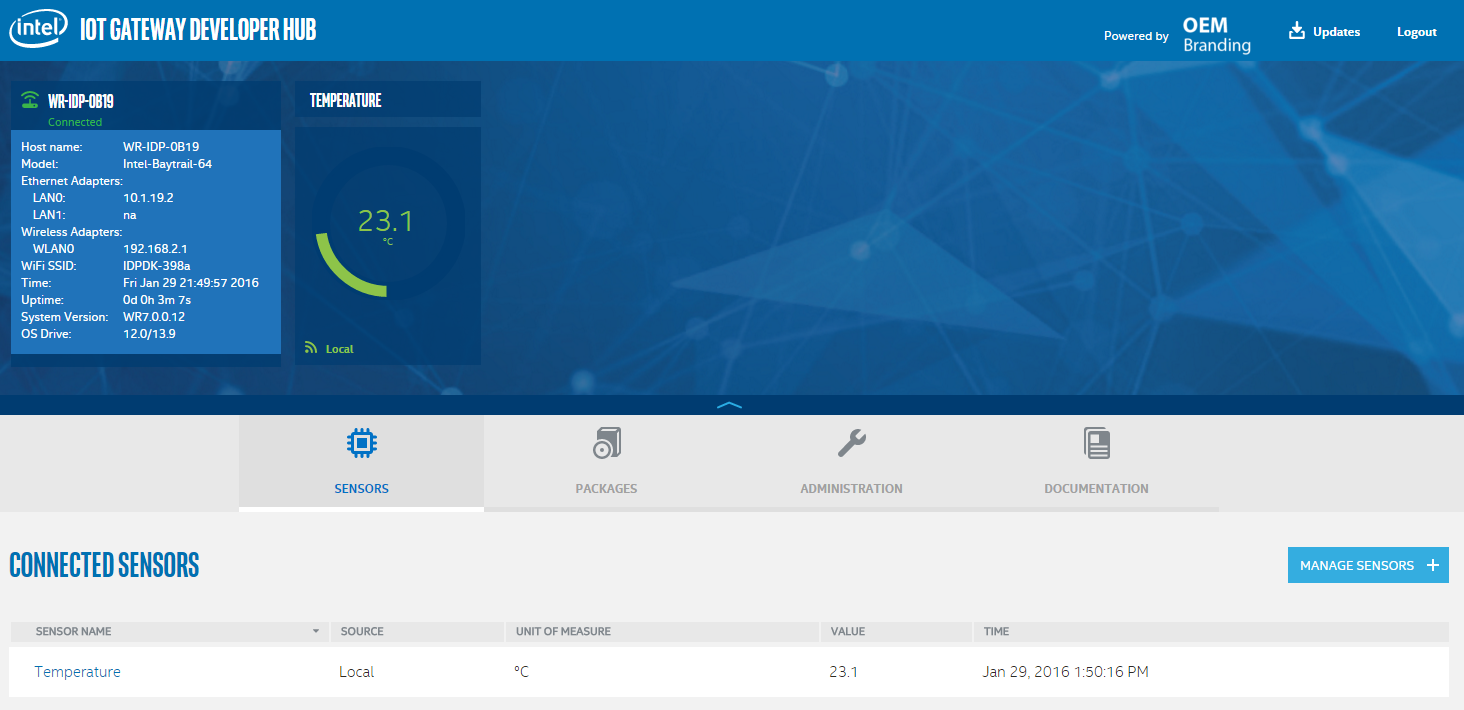 intel IOT GATEWAY DEVELOPER HUB
Powered by OEM Branding
Updates
Logout
WR-IDP-0B19
Connected
Host name: WR-IDP-0B19
Model: Intel-Baytrail-64
Ethernet Adapters:
LAN0: 10.1.19.2
LAN1: na
Wireless Adapters:
WLAN0 192.168.2.1
WiFi SSID: IDPDK-398a
Time: Fri Jan 29 21:49:57 2016
Uptime: 0d 0h 3m 7s
System Version: WR7.0.0.12
OS Drive: 12.0/13.9
TEMPERATURE
23.1
°C
Local
SENSORS PACKAGES ADMINISTRATION DOCUMENTATION
CONNECTED SENSORS
MANAGE SENSORS +
SENSOR NAME SOURCE UNIT OF MEASURE VALUE TIME
Temperature Local °C 23.1 Jan 29, 2016 1:50:16 PM